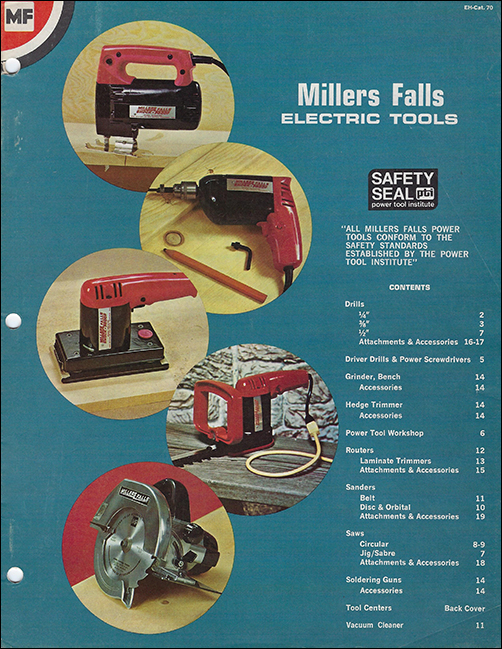 MF
EH-Cat. 70
Millers Falls
ELECTRIC TOOLS
SAFETY
SEAL pti
power tool institute
"ALL MILLERS FALLS POWER
TOOLS CONFORM TO THE
SAFETY STANDARDS
ESTABLISHED BY THE POWER
TOOL INSTITUTE"
CONTENTS
Drills
¼" 2
⅜" 3
½" 7
Attachments & Accessories 16-17
Driver Drills & Power Screwdrivers 5
Grinder, Bench 14
Accessories 14
Hedge Trimmer 14
Accessories 14
Power Tool Workshop 6
Routers 12
Laminate Trimmers 13
Attachments & Accessories 15
Sanders
Belt 11
Disc & Orbital 10
Attachments & Accessories 19
Saws
Circular 8-9
Jig/Sabre 7
Attachments & Accessories 18
Soldering Guns 14
Accessories 14
Tool Centers Back Cover
Vacuum Cleaner 11
MILLERS FALLS
MILLERS FALLS